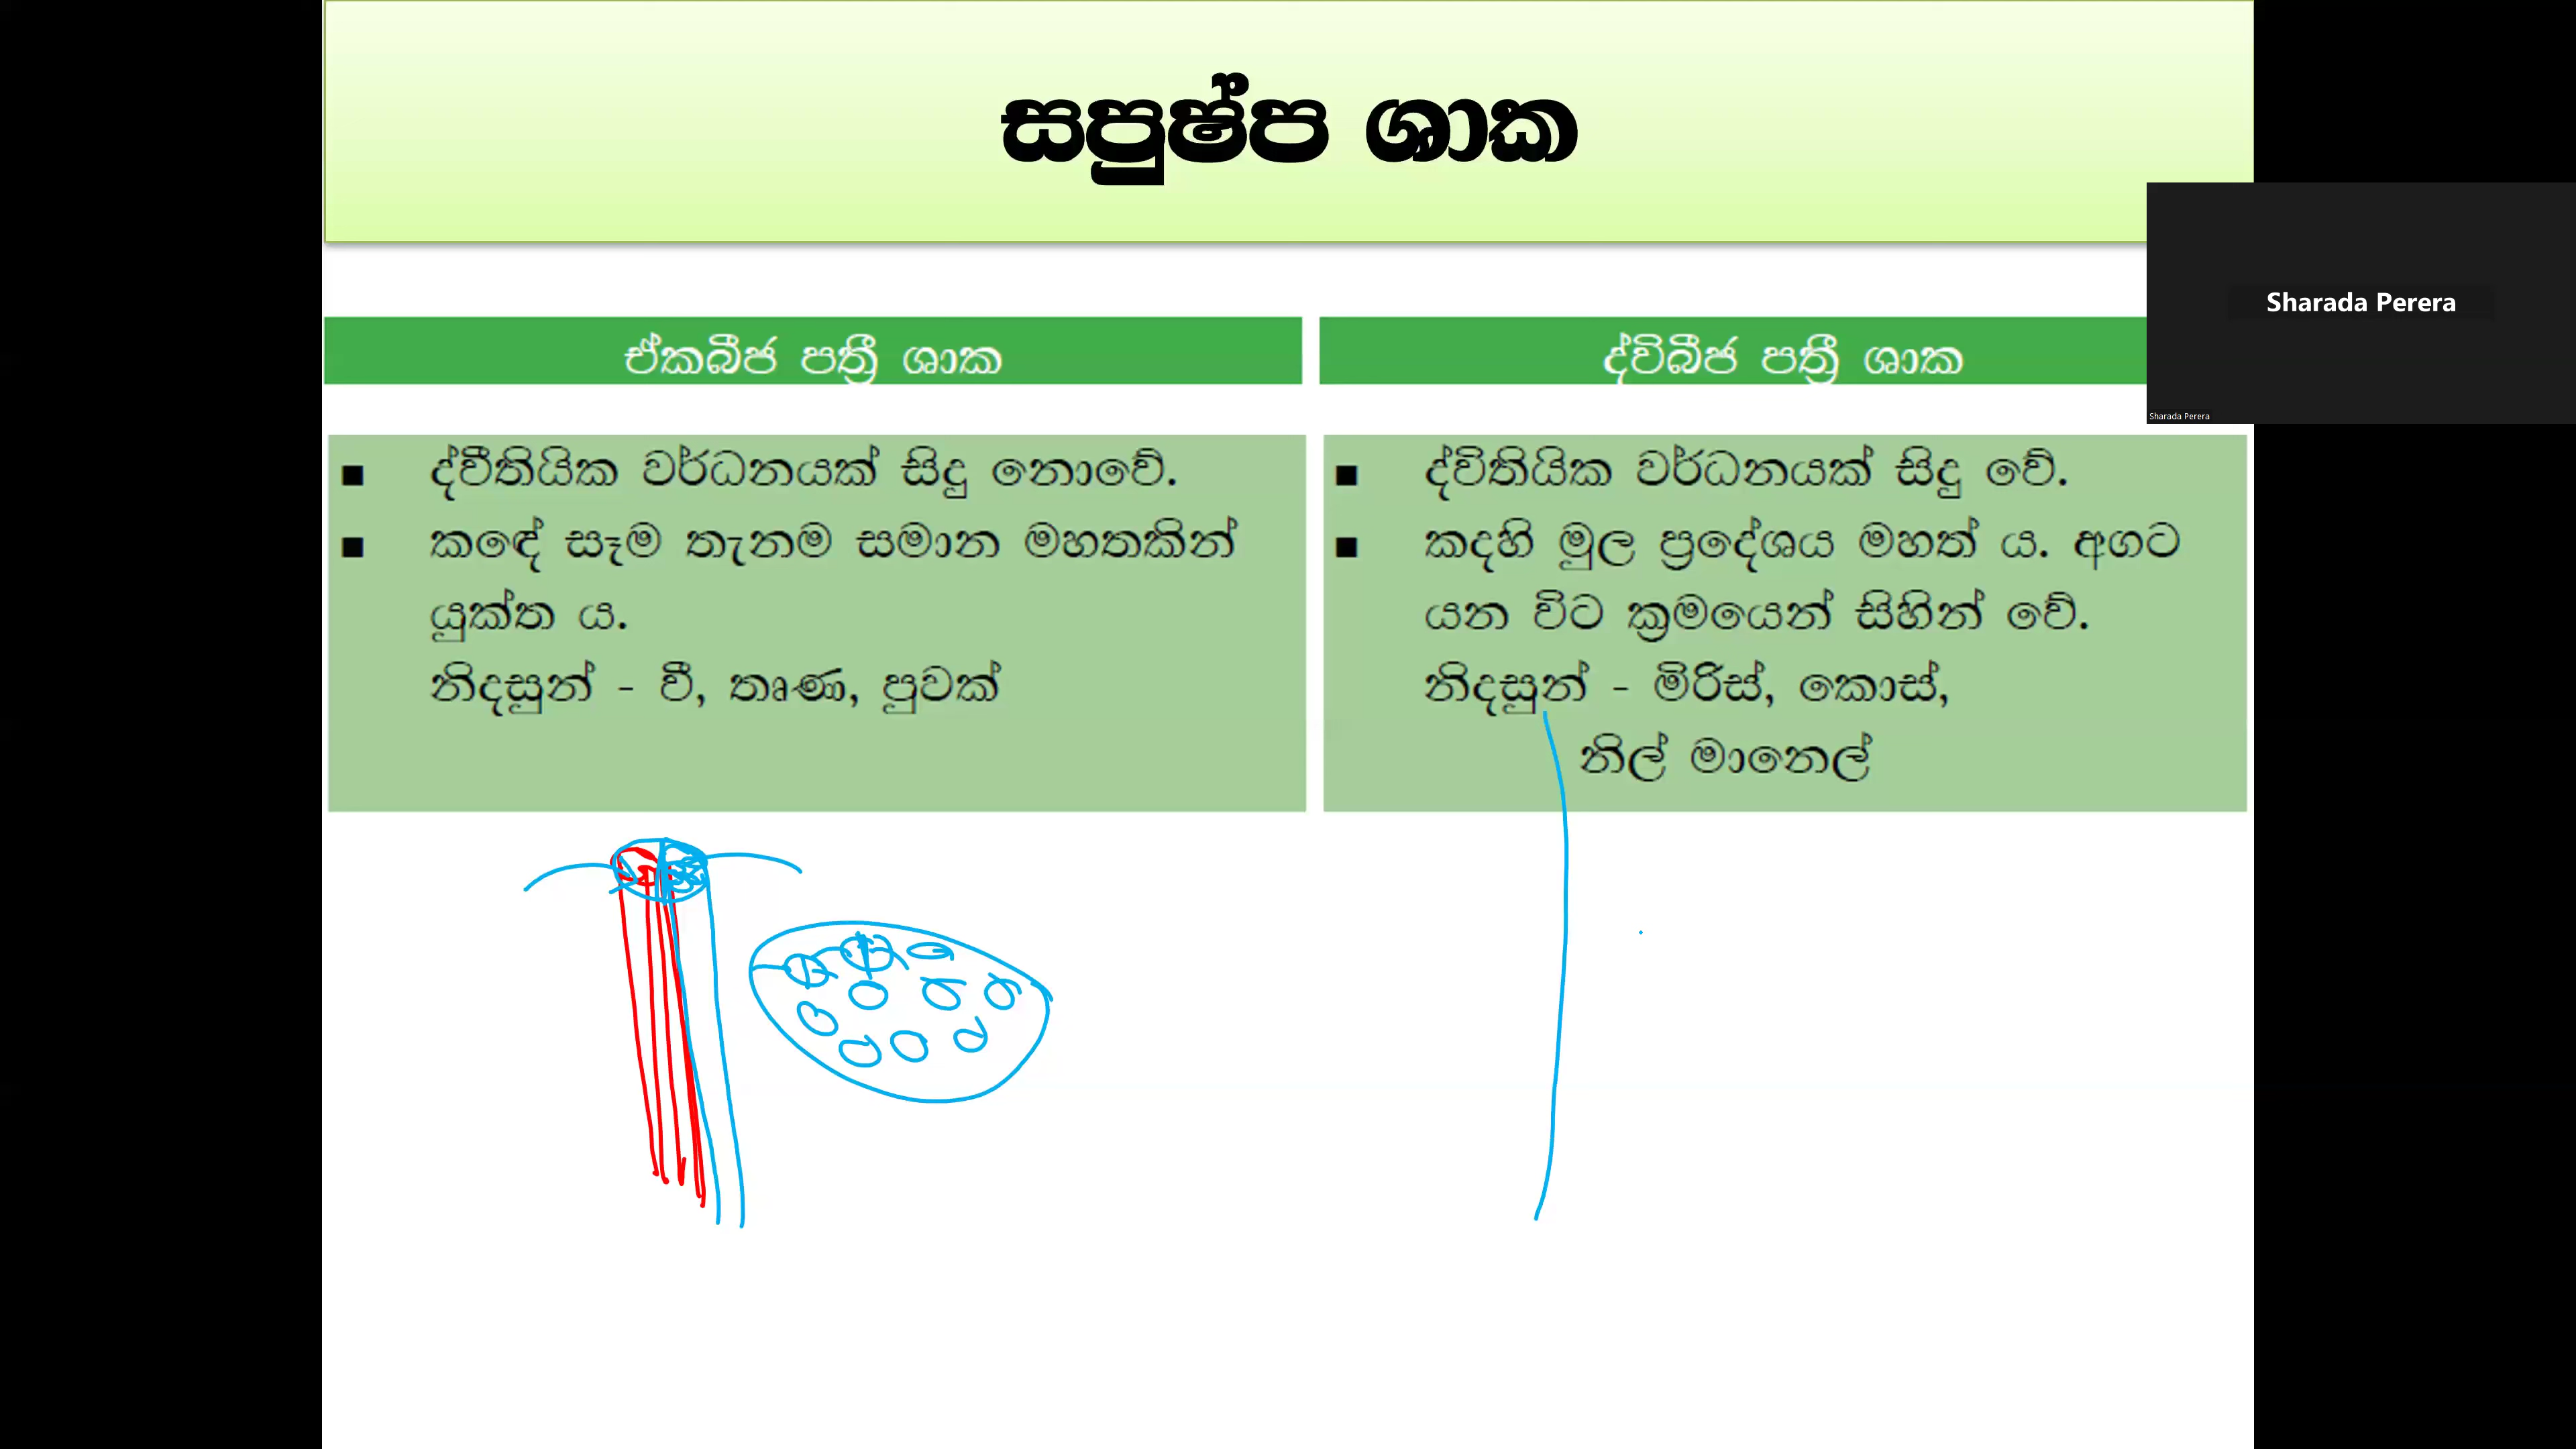 සපුෂ්ප ශාක
Sharada Perera
Sharada Perera
ඒකබීජ පත්‍රී ශාක
ද්විබීජ පත්‍රී ශාක
■ ද්වීතියික වර්ධනයක් සිදු නොවේ.
■ කඳේ සෑම තැනම සමාන මහතකින්
යුක්ත ය.
නිදසුන් - වී, තෘණ, පුවක්
■ ද්විතියික වර්ධනයක් සිදු වේ.
■ කදහි මුල ප්‍රදේශය මහත් ය. අගට
යන විට ක්‍රමයෙන් සිහින් වේ.
නිදසුන් - මිරිස්, කොස්,
නිල් මානෙල්